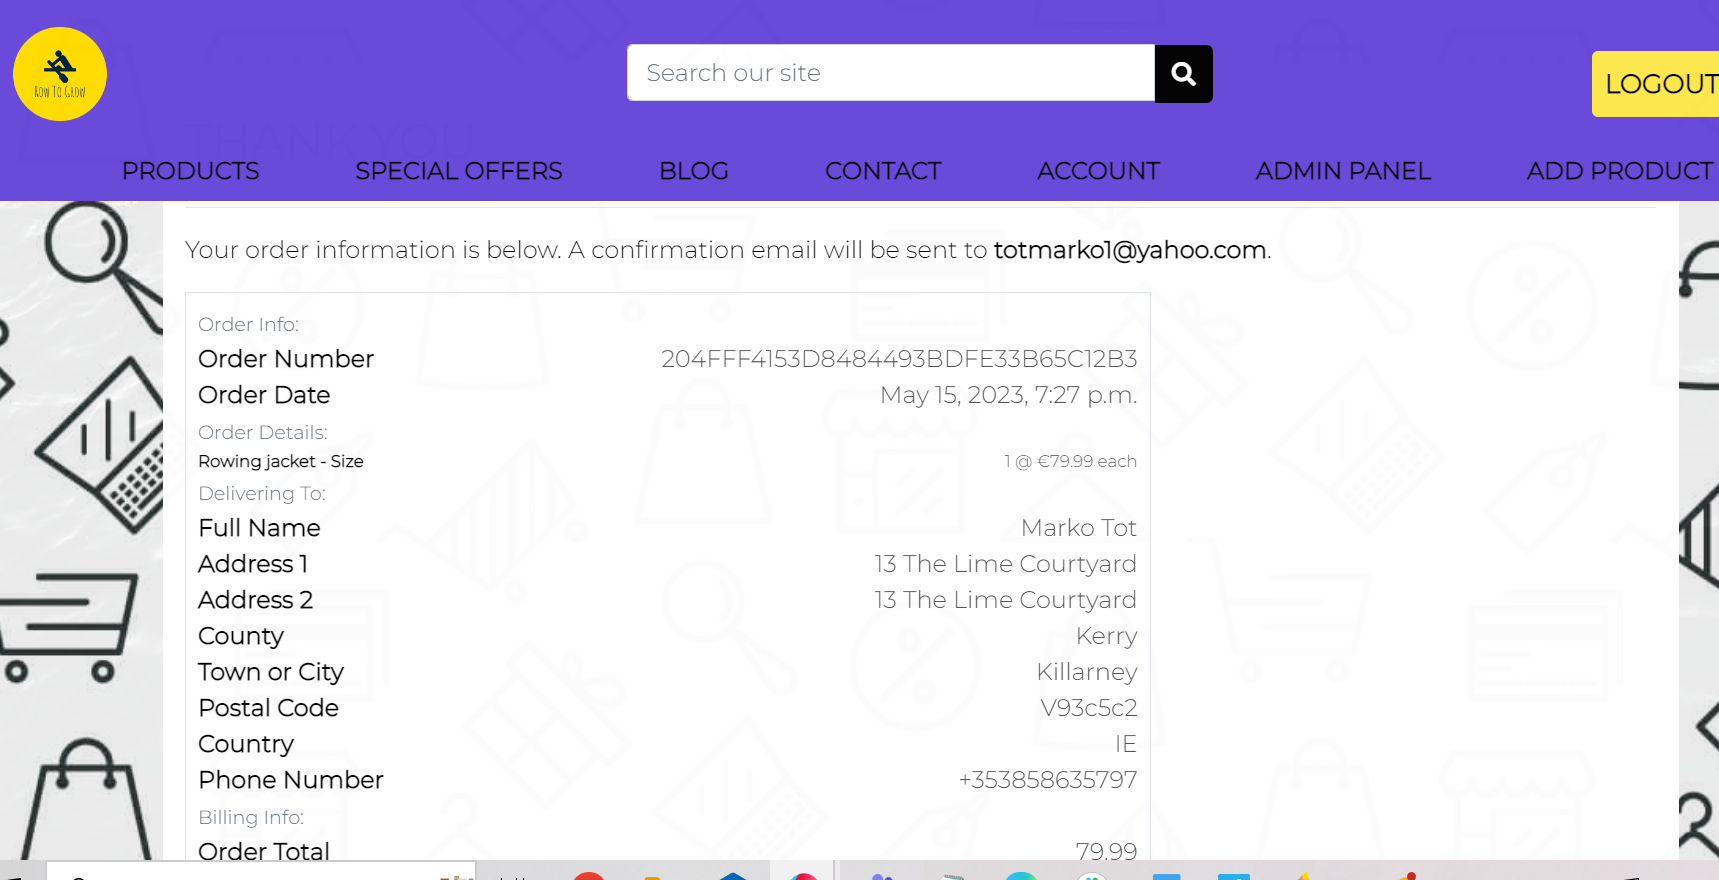 Row To Grow
Search our site
LOGOUT
THANK YOU
PRODUCTS SPECIAL OFFERS BLOG CONTACT ACCOUNT ADMIN PANEL ADD PRODUCT
Your order information is below. A confirmation email will be sent to totmarko1@yahoo.com.
Order Info:
Order Number 204FFF4153D8484493BDFE33B65C12B3
Order Date May 15, 2023, 7:27 p.m.
Order Details:
Rowing jacket - Size 1 @ €79.99 each
Delivering To:
Full Name Marko Tot
Address 1 13 The Lime Courtyard
Address 2 13 The Lime Courtyard
County Kerry
Town or City Killarney
Postal Code V93c5c2
Country IE
Phone Number +353858635797
Billing Info:
Order Total 79.99